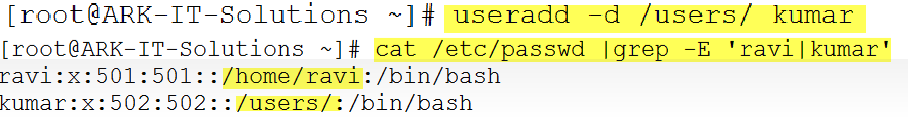 [root@ARK-IT-Solutions ~]# useradd -d /users/ kumar
[root@ARK-IT-Solutions ~]# cat /etc/passwd |grep -E 'ravi|kumar'
ravi:x:501:501::/home/ravi:/bin/bash
kumar:x:502:502::/users/:/bin/bash